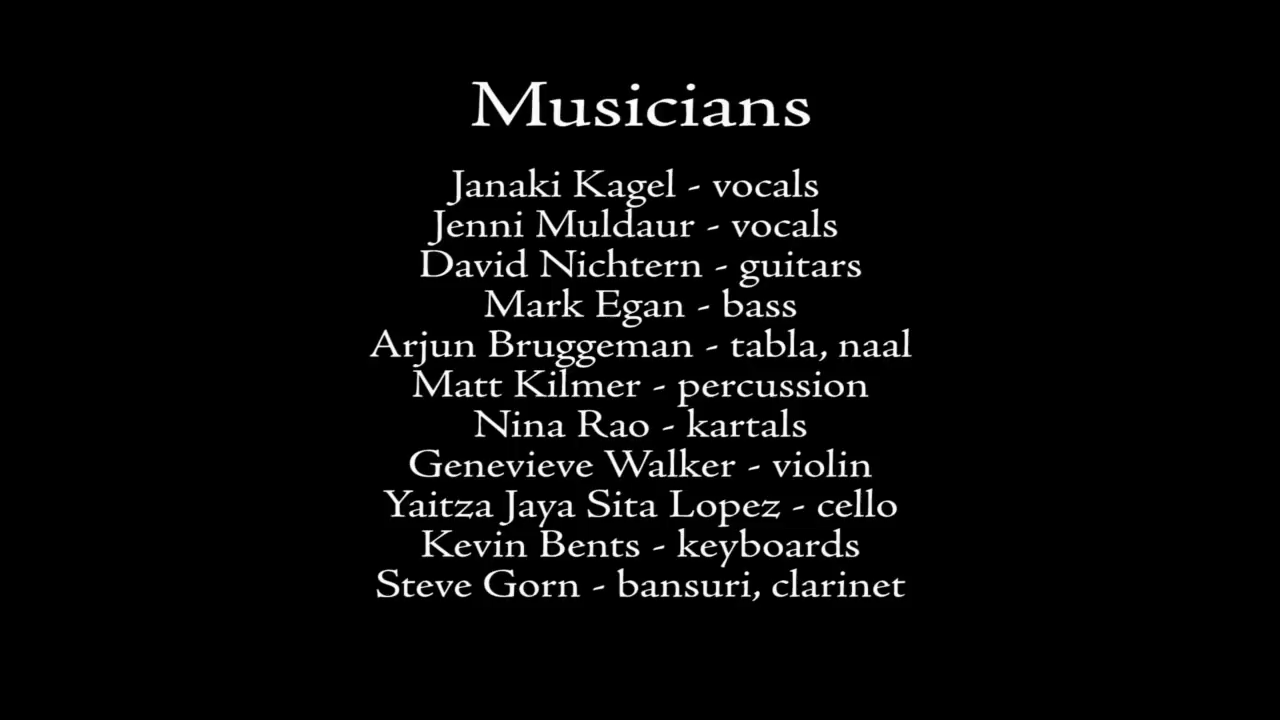 Musicians
Janaki Kagel - vocals
Jenni Muldaur - vocals
David Nichtern - guitars
Mark Egan - bass
Arjun Bruggeman - tabla, naal
Matt Kilmer - percussion
Nina Rao - kartals
Genevieve Walker - violin
Yaitza Jaya Sita Lopez - cello
Kevin Bents - keyboards
Steve Gorn - bansuri, clarinet